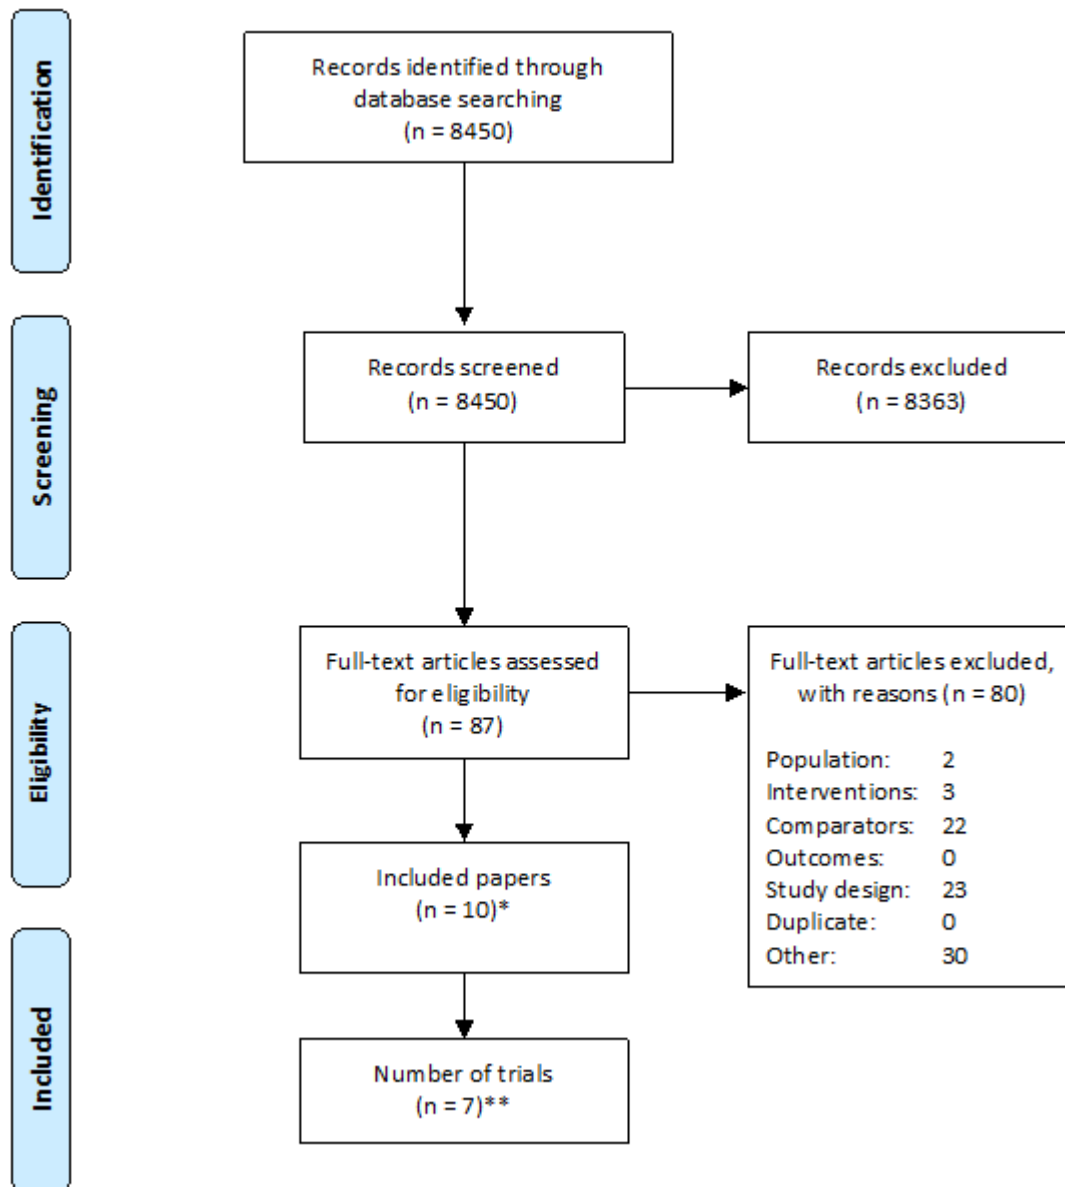 Identification
Records identified through
database searching
(n = 8450)
Screening
Records screened
(n = 8450)
Records excluded
(n = 8363)
Eligibility
Full-text articles assessed
for eligibility
(n = 87)
Full-text articles excluded,
with reasons (n = 80)
Population: 2
Interventions: 3
Comparators: 22
Outcomes: 0
Study design: 23
Duplicate: 0
Other: 30
Included papers
(n = 10)*
Included
Number of trials
(n = 7)**